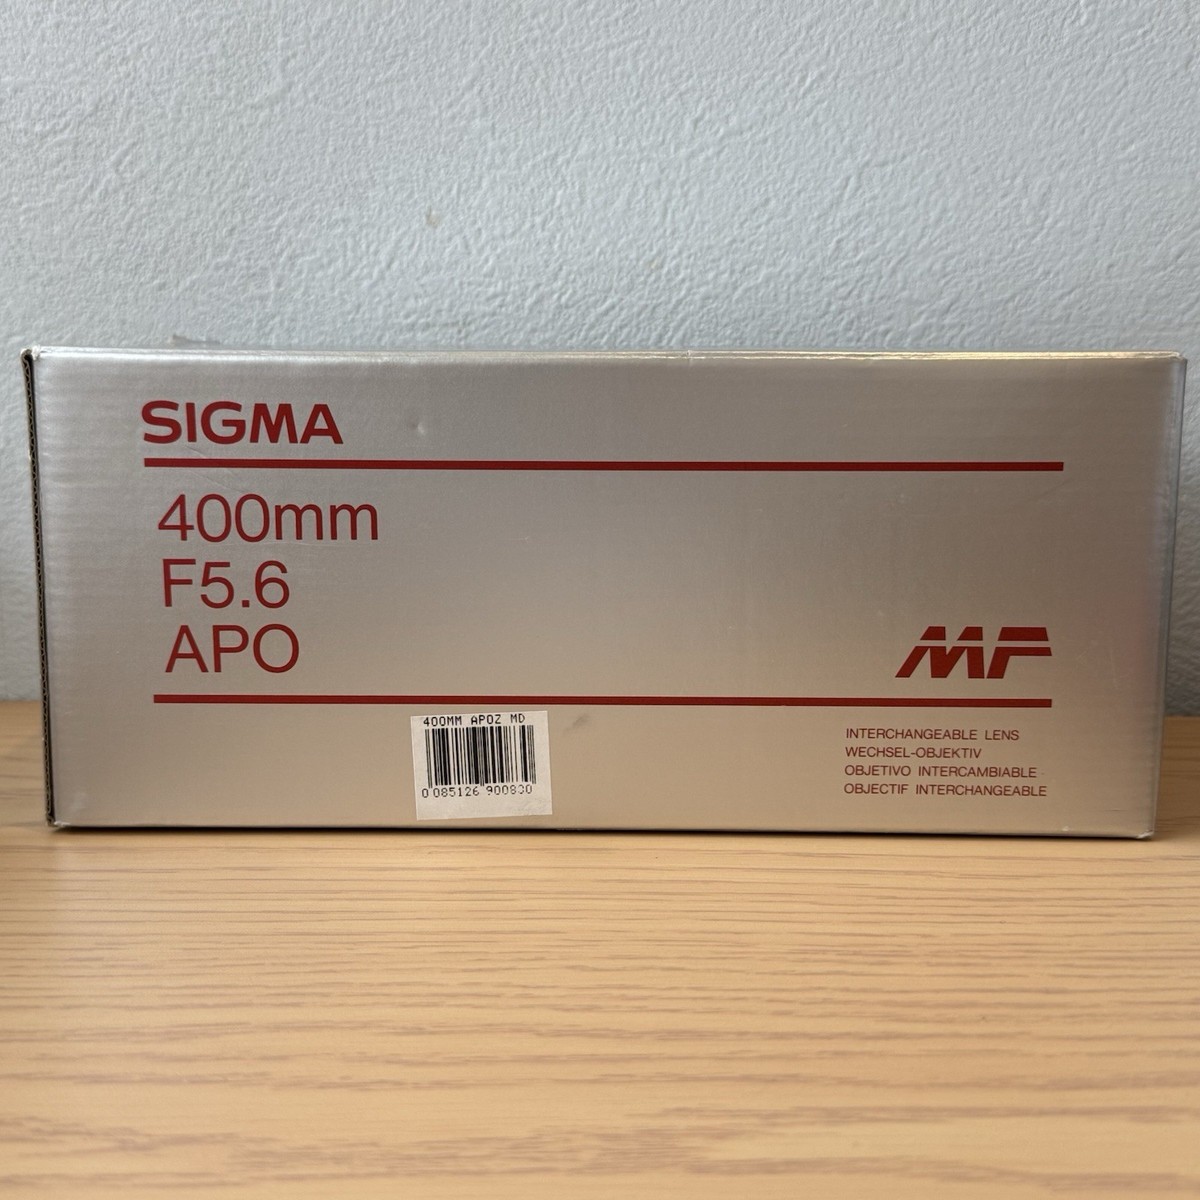 SIGMA
400mm
F5.6
APO
MF
400MM APOZ MD
0 085126 900830
INTERCHANGEABLE LENS
WECHSEL-OBJEKTIV
OBJETIVO INTERCAMBIABLE
OBJECTIF INTERCHANGEABLE